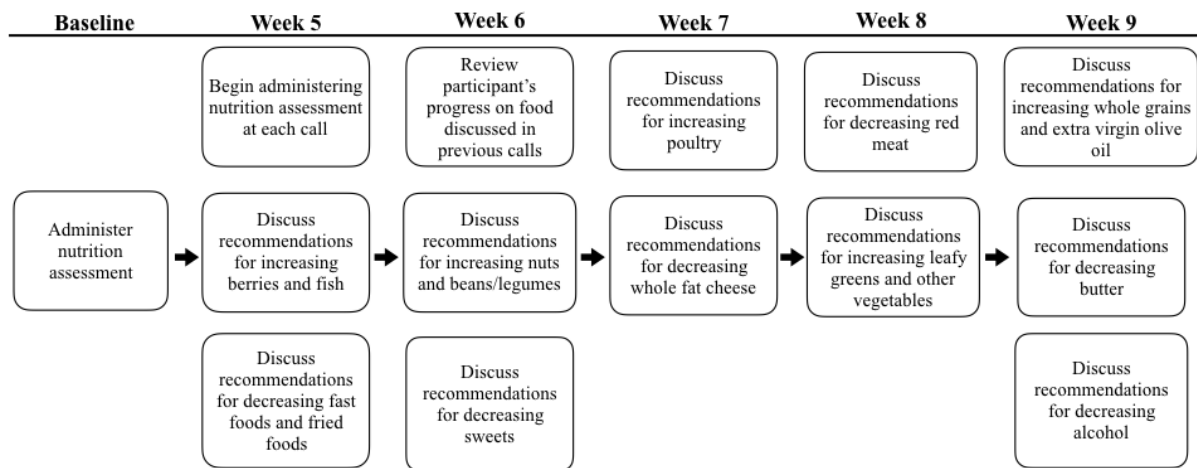 Baseline
Week 5
Week 6
Week 7
Week 8
Week 9
Administer
nutrition
assessment
Begin administering
nutrition assessment
at each call
Discuss
recommendations
for increasing
berries and fish
Discuss
recommendations
for decreasing fast
foods and fried
foods
Review
participant's
progress on food
discussed in
previous calls
Discuss
recommendations
for increasing nuts
and beans/legumes
Discuss
recommendations
for decreasing
sweets
Discuss
recommendations
for increasing
poultry
Discuss
recommendations
for decreasing
whole fat cheese
Discuss
recommendations
for decreasing red
meat
Discuss
recommendations
for increasing leafy
greens and other
vegetables
Discuss
recommendations for
increasing whole grains
and extra virgin olive
oil
Discuss
recommendations
for decreasing
butter
Discuss
recommendations
for decreasing
alcohol